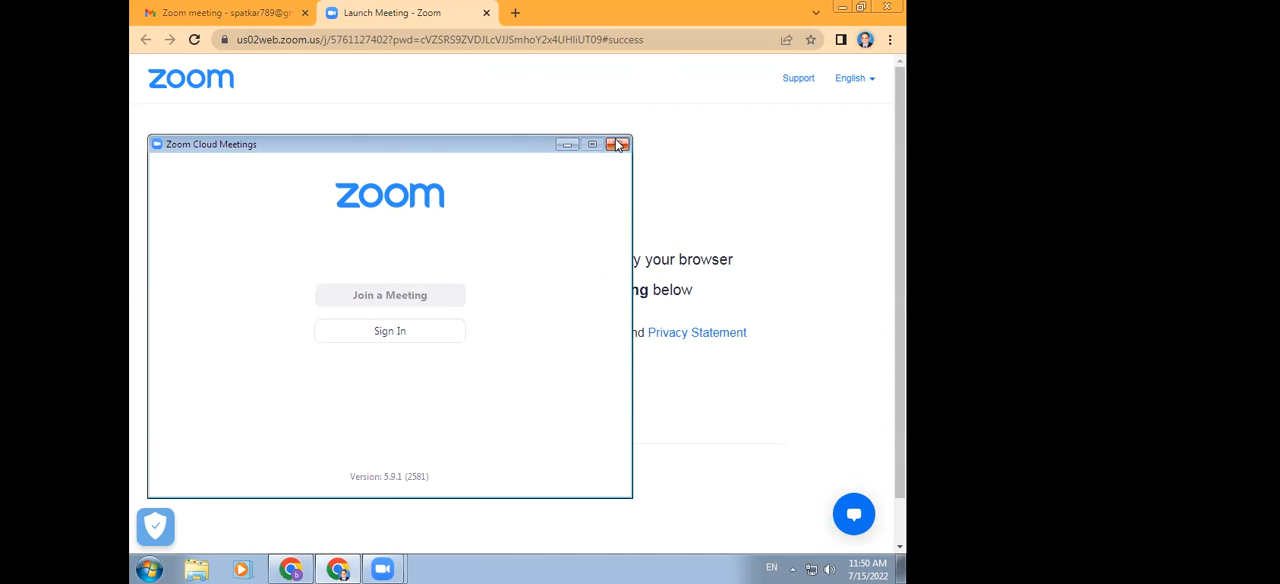 Zoom meeting - spatkar789@gr
Launch Meeting - Zoom
us02web.zoom.us/j/5761127402?pwd=cVZSRS9ZVDJLcVJJSmhoY2x4UHliUT09#success
zoom
Support
English
Zoom Cloud Meetings
zoom
y your browser
Join a Meeting
ng below
Sign In
nd Privacy Statement
Version: 5.9.1 (2581)
EN
11:50 AM
7/15/2022